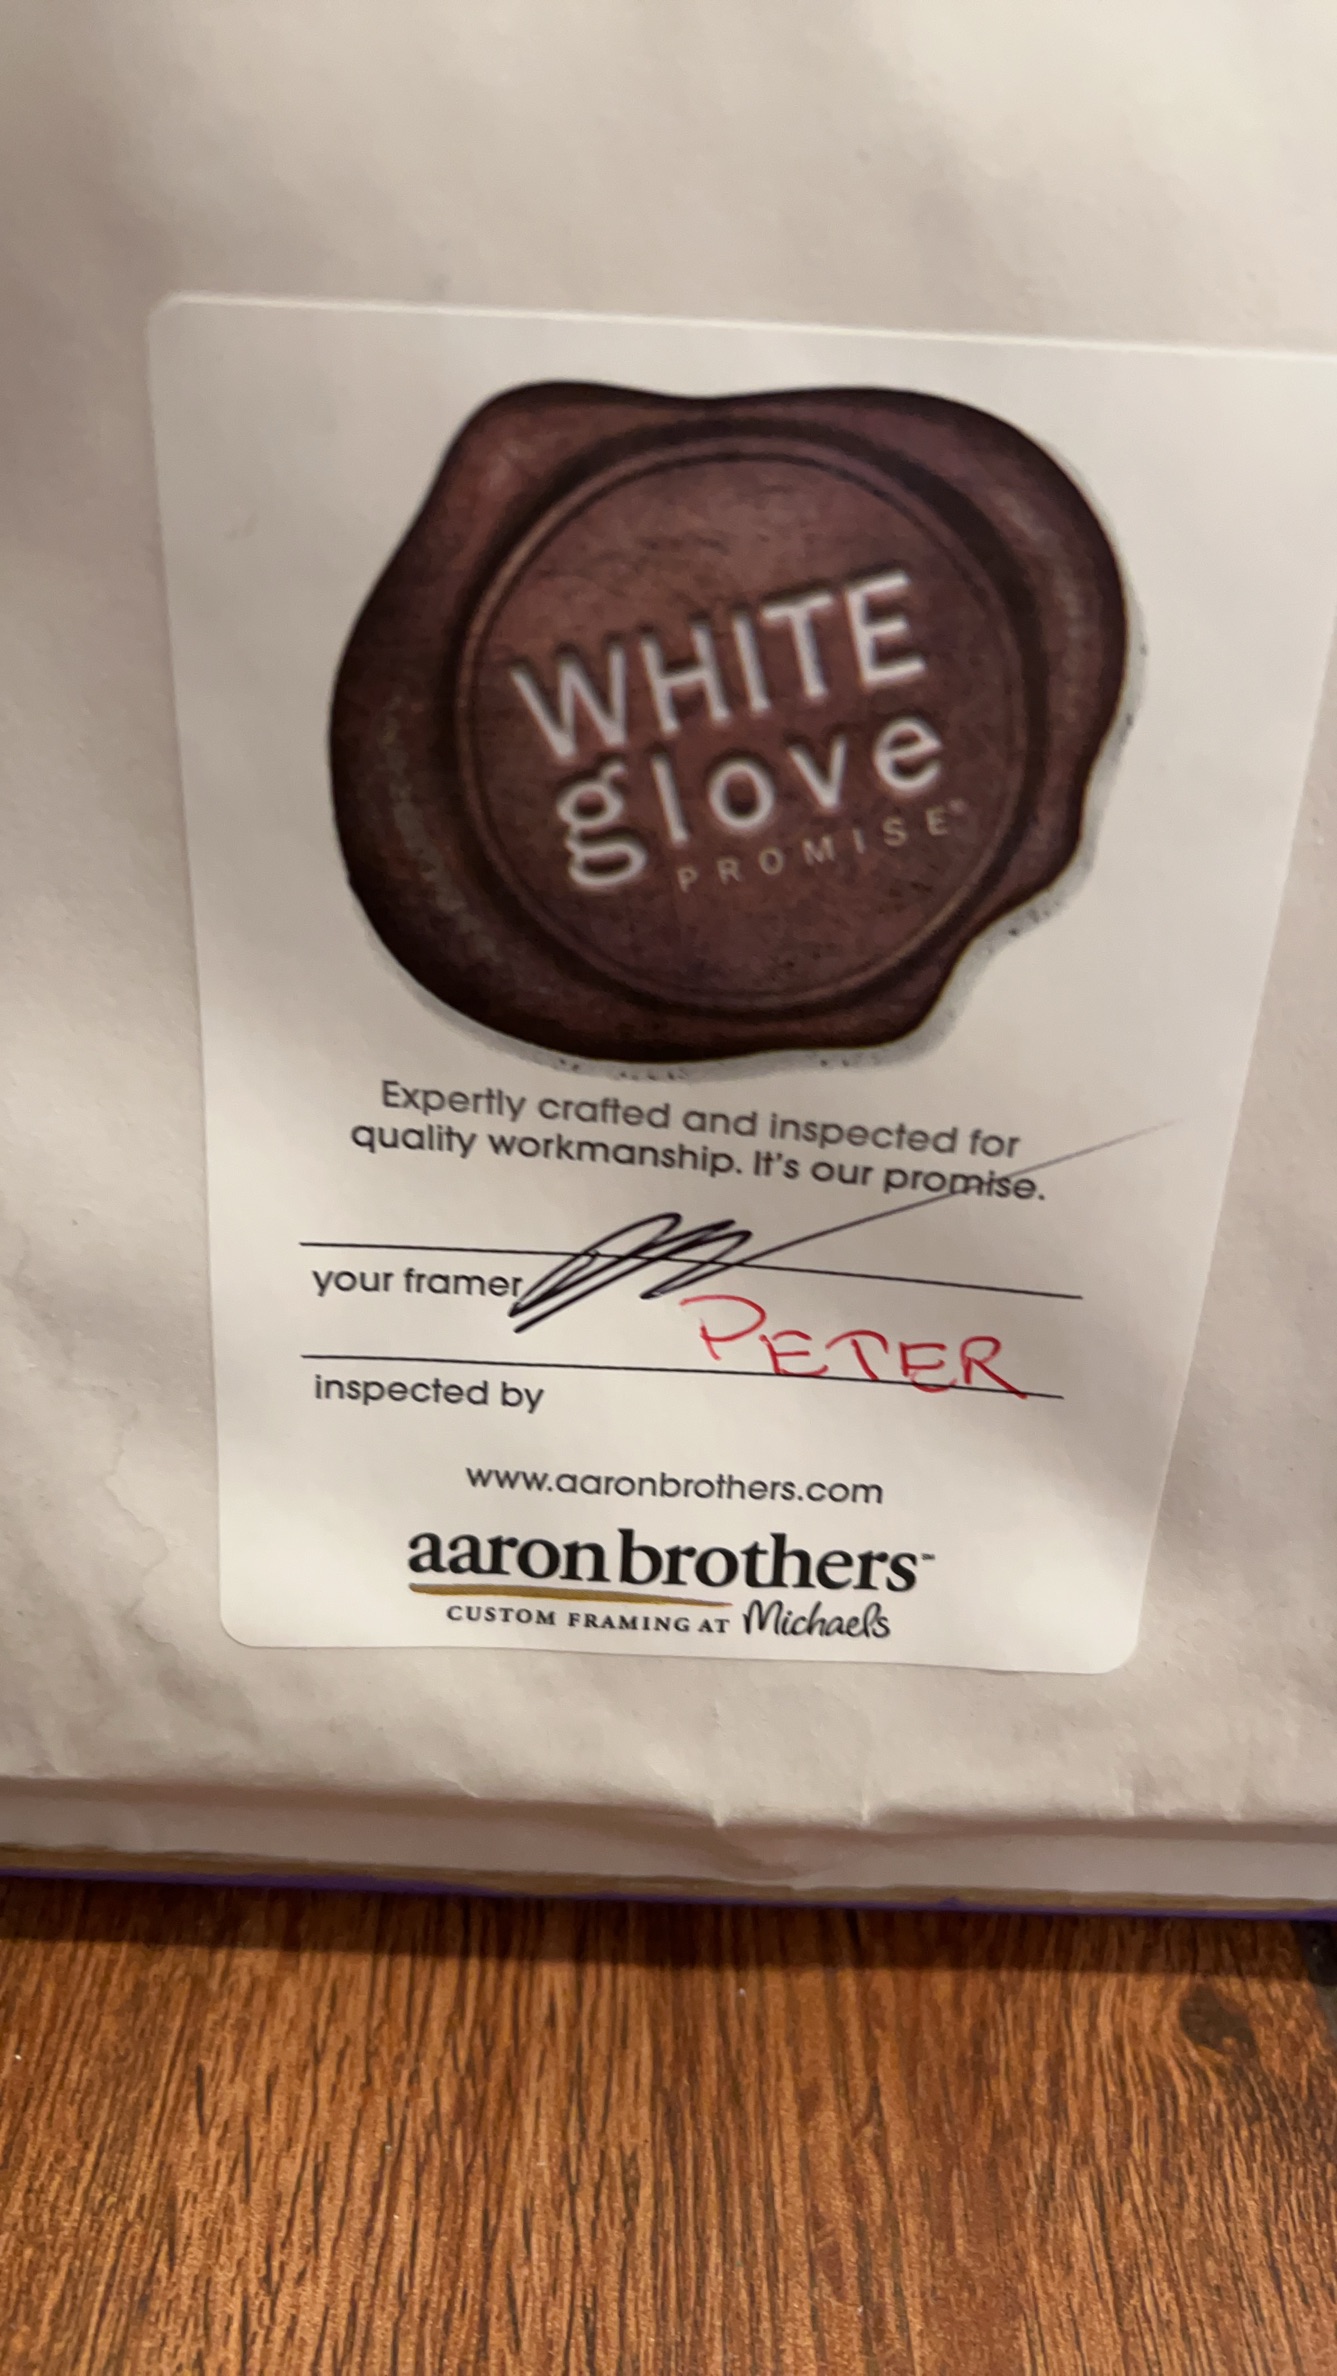 WHITE
glove
PROMISE®
Expertly crafted and inspected for
quality workmanship. It's our promise.
your framer
PETER
inspected by
www.aaronbrothers.com
aaronbrothers™
CUSTOM FRAMING AT Michaels